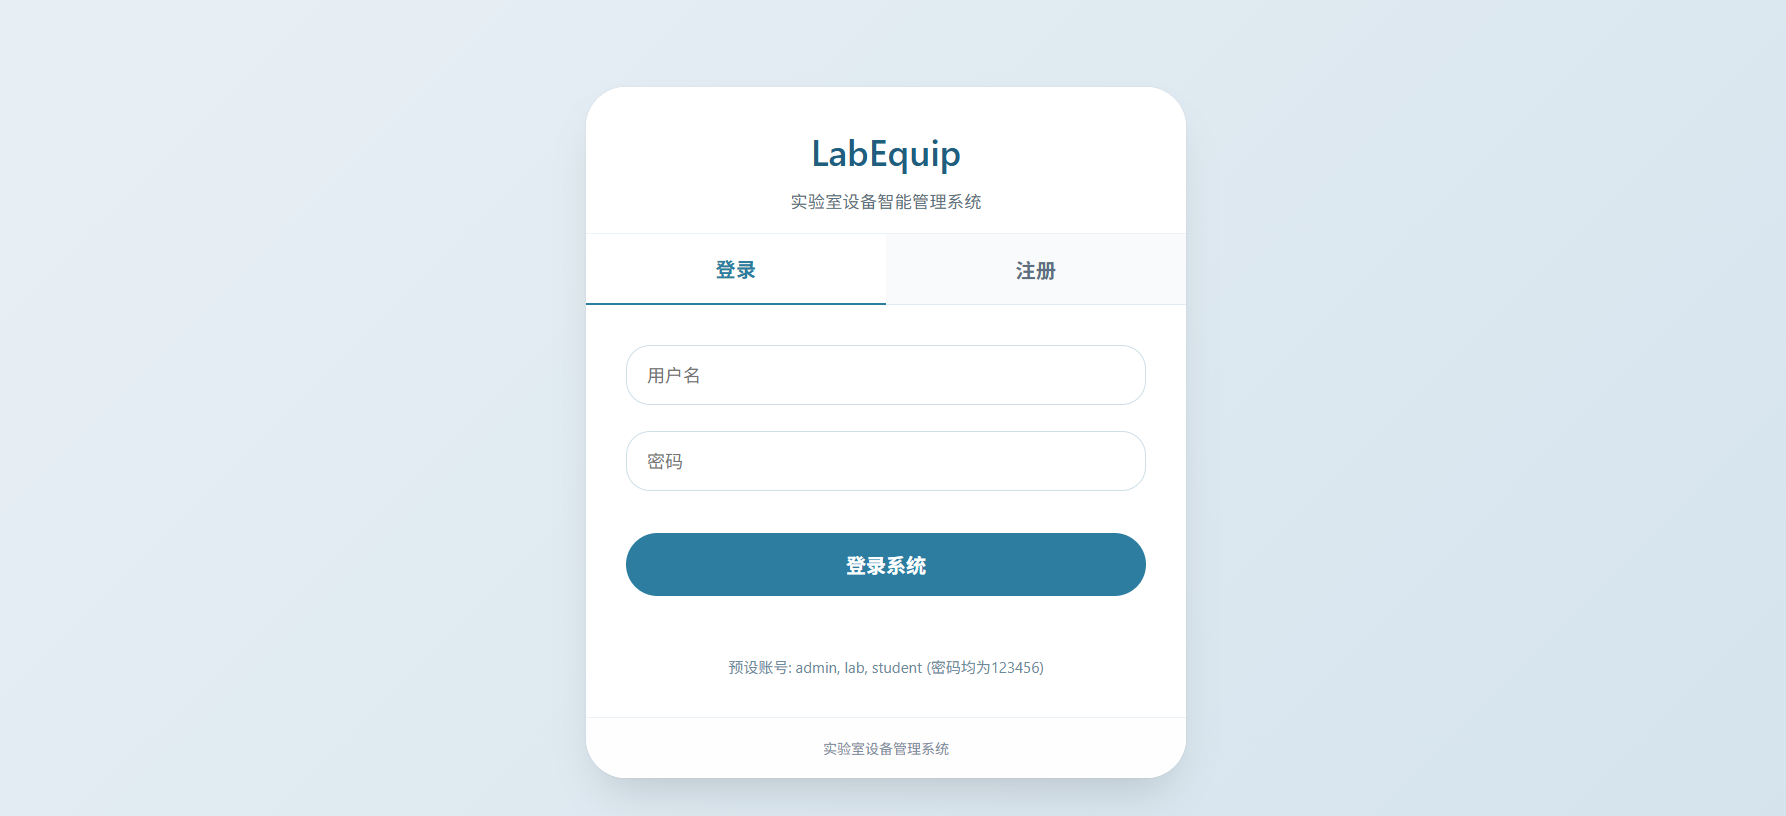 LabEquip
实验室设备智能管理系统
登录 注册
用户名
密码
登录系统
预设账号: admin, lab, student (密码均为123456)
实验室设备管理系统